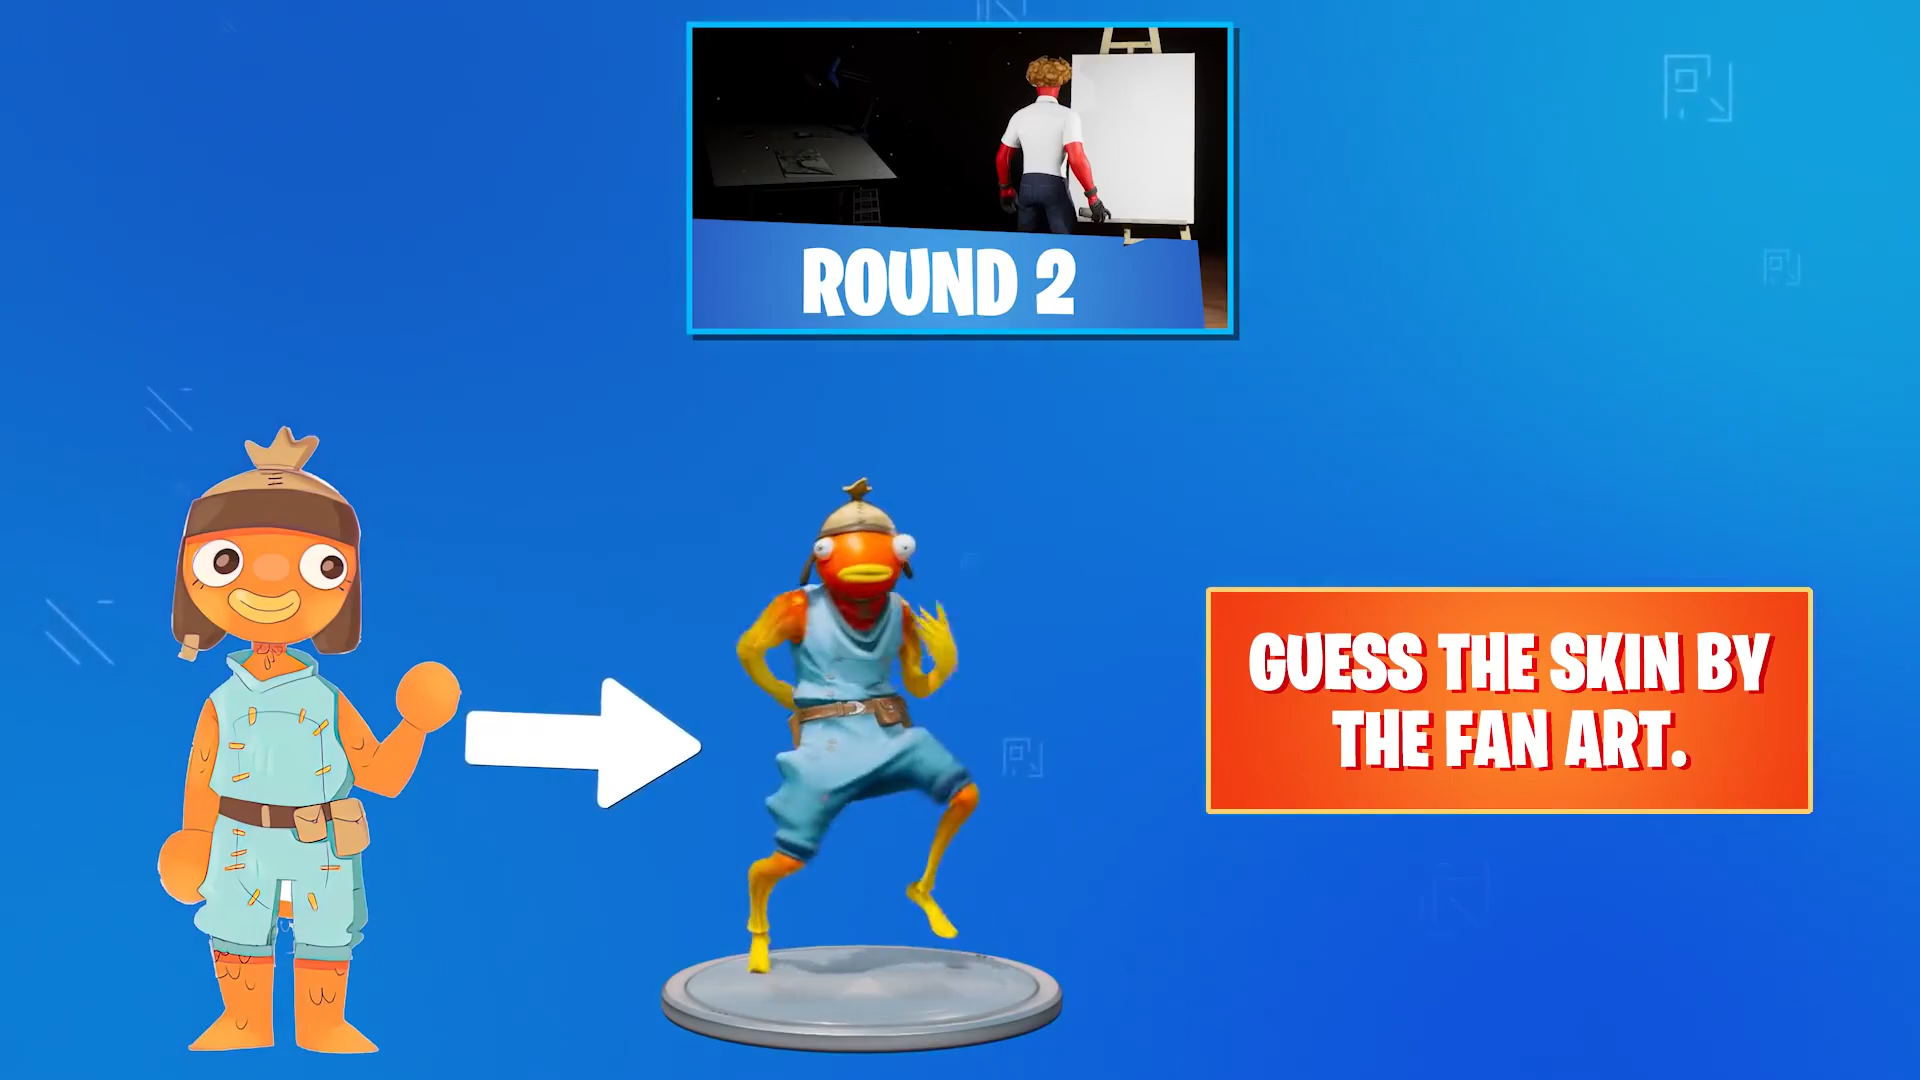 ROUND 2
GUESS THE SKIN BY
THE FAN ART.